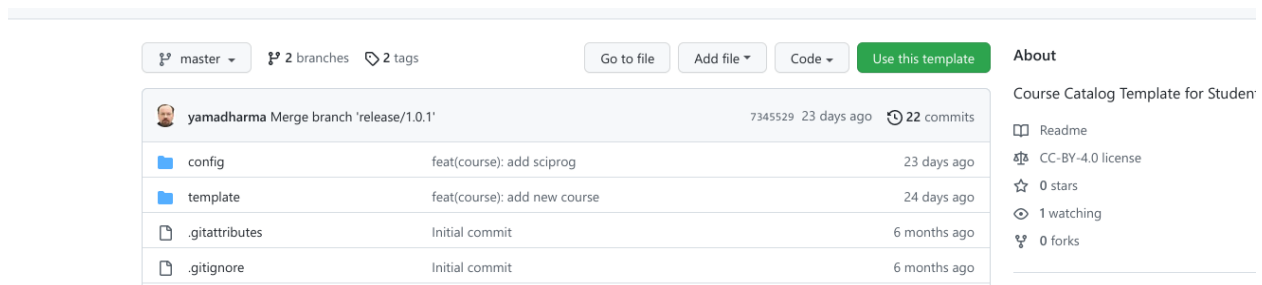 master 2 branches 2 tags Go to file Add file Code Use this template
About
Course Catalog Template for Studen
yamadharma Merge branch 'release/1.0.1' 7345529 23 days ago 22 commits
Readme
config feat(course): add sciprog 23 days ago
CC-BY-4.0 license
0 stars
template feat(course): add new course 24 days ago
1 watching
.gitattributes Initial commit 6 months ago
0 forks
.gitignore Initial commit 6 months ago